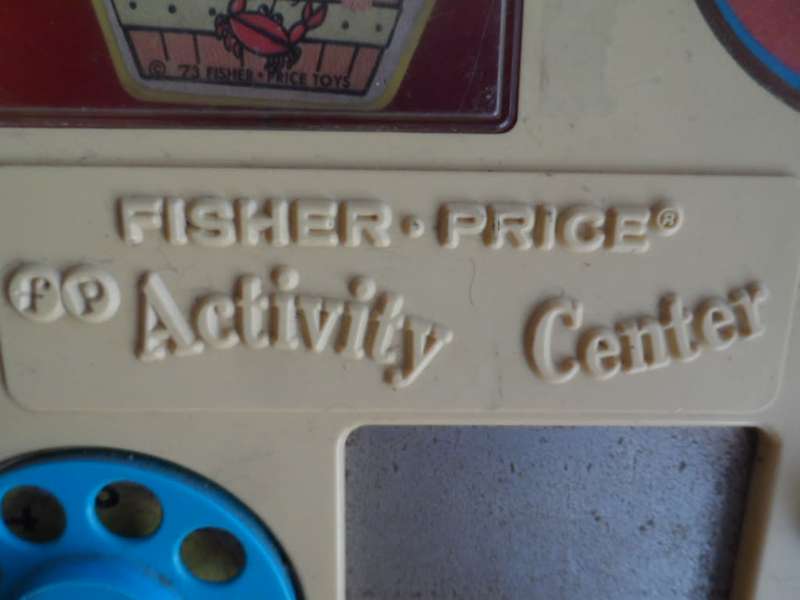 © '73 FISHER • PRICE TOYS
FISHER • PRICE®
fp Activity Center